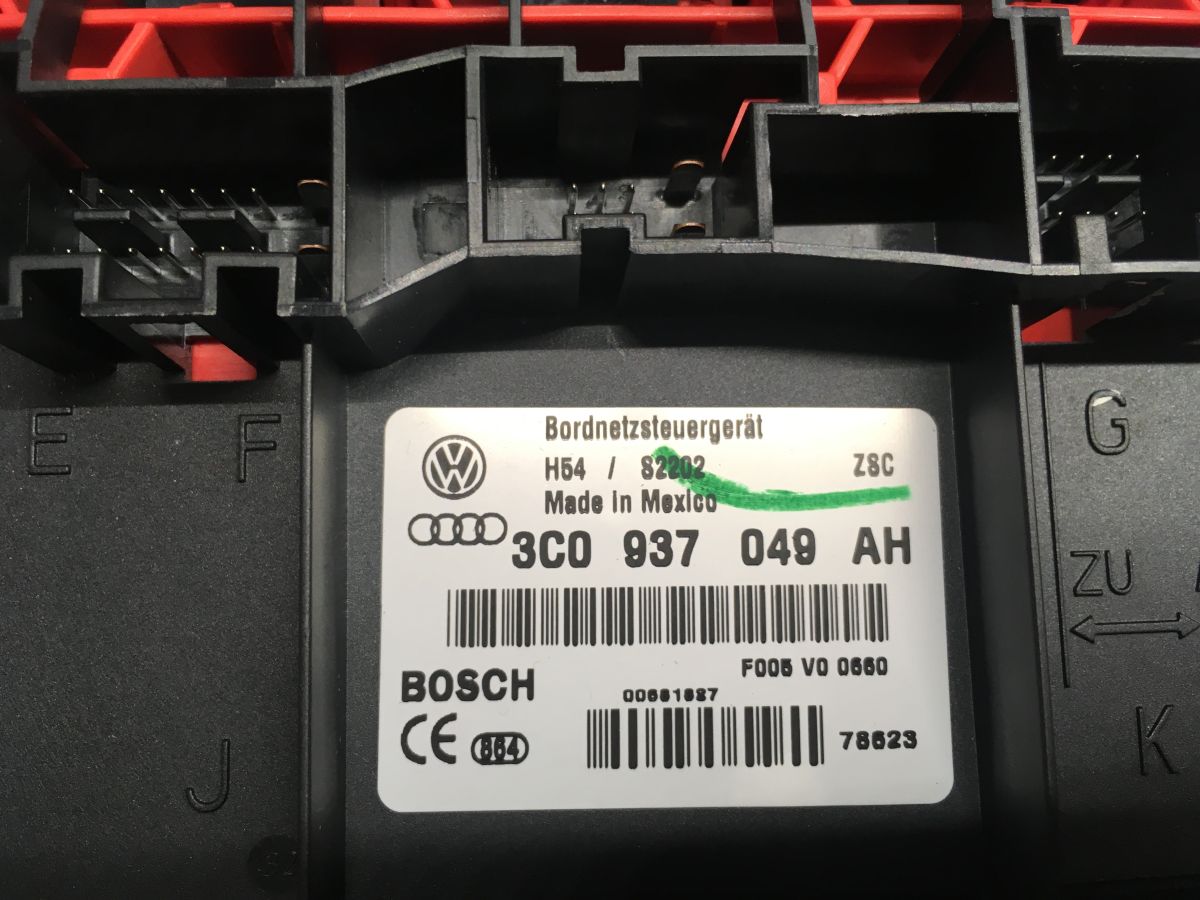 E
F
G
Bordnetzsteuergerät
H54 / S2202 ZSC
Made in Mexico
3C0 937 049 AH
ZU
F005 V0 0660
BOSCH
00681627
CE 864
78623
J
K